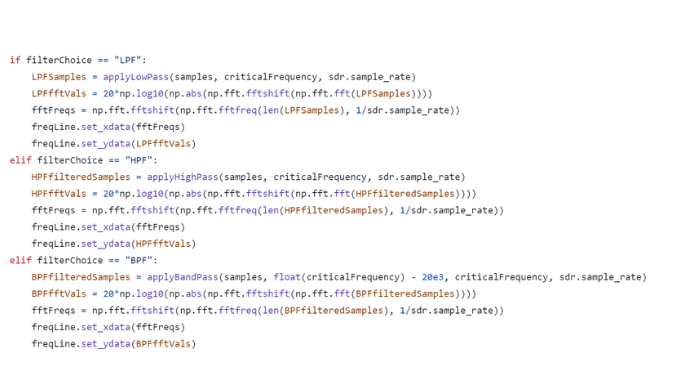 if filterChoice == "LPF":
    LPFSamples = applyLowPass(samples, criticalFrequency, sdr.sample_rate)
    LPFfftVals = 20*np.log10(np.abs(np.fft.fftshift(np.fft.fft(LPFSamples))))
    fftFreqs = np.fft.fftshift(np.fft.fftfreq(len(LPFSamples), 1/sdr.sample_rate))
    freqLine.set_xdata(fftFreqs)
    freqLine.set_ydata(LPFfftVals)
elif filterChoice == "HPF":
    HPFfilteredSamples = applyHighPass(samples, criticalFrequency, sdr.sample_rate)
    HPFfftVals = 20*np.log10(np.abs(np.fft.fftshift(np.fft.fft(HPFfilteredSamples))))
    fftFreqs = np.fft.fftshift(np.fft.fftfreq(len(HPFfilteredSamples), 1/sdr.sample_rate))
    freqLine.set_xdata(fftFreqs)
    freqLine.set_ydata(HPFfftVals)
elif filterChoice == "BPF":
    BPFfilteredSamples = applyBandPass(samples, float(criticalFrequency) - 20e3, criticalFrequency, sdr.sample_rate)
    BPFfftVals = 20*np.log10(np.abs(np.fft.fftshift(np.fft.fft(BPFfilteredSamples))))
    fftFreqs = np.fft.fftshift(np.fft.fftfreq(len(BPFfilteredSamples), 1/sdr.sample_rate))
    freqLine.set_xdata(fftFreqs)
    freqLine.set_ydata(BPFfftVals)